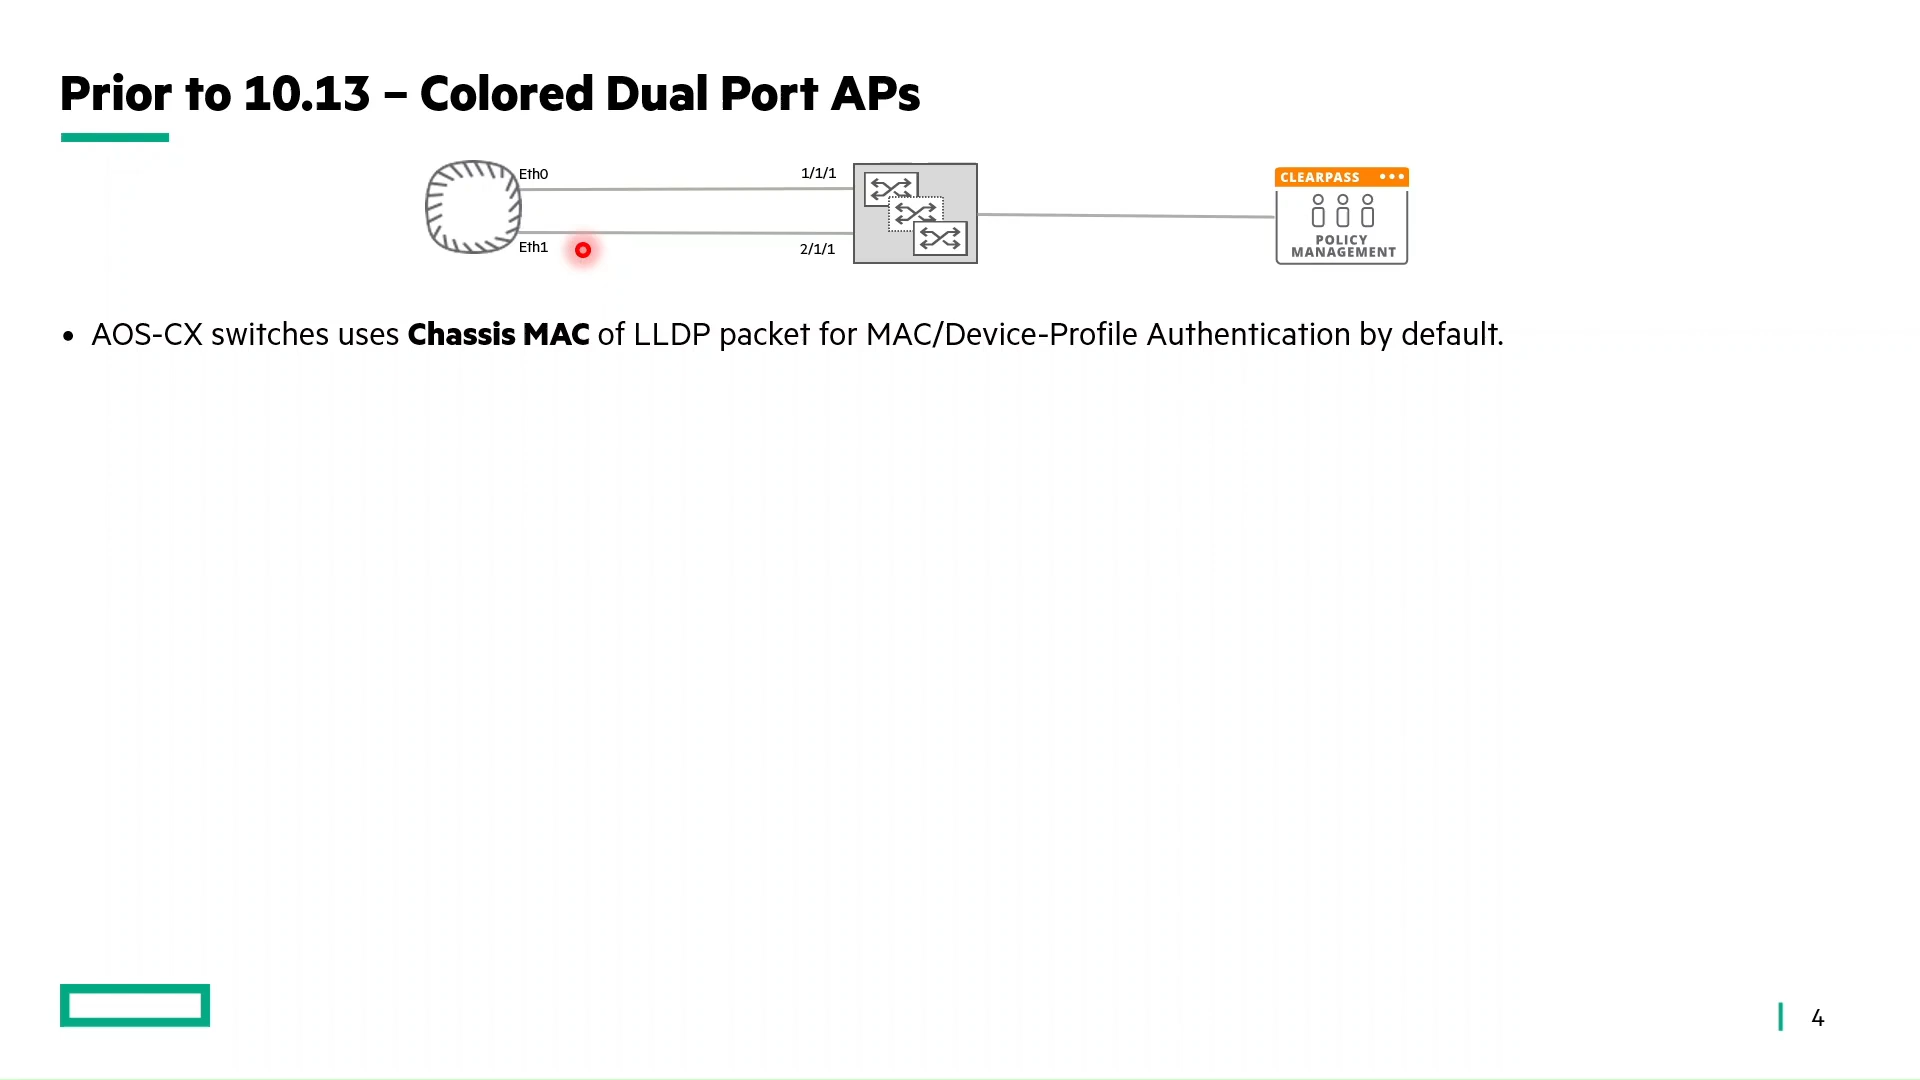 Prior to 10.13 – Colored Dual Port APs
Eth0
1/1/1
CLEARPASS
POLICY
MANAGEMENT
Eth1
2/1/1
• AOS-CX switches uses Chassis MAC of LLDP packet for MAC/Device-Profile Authentication by default.
4